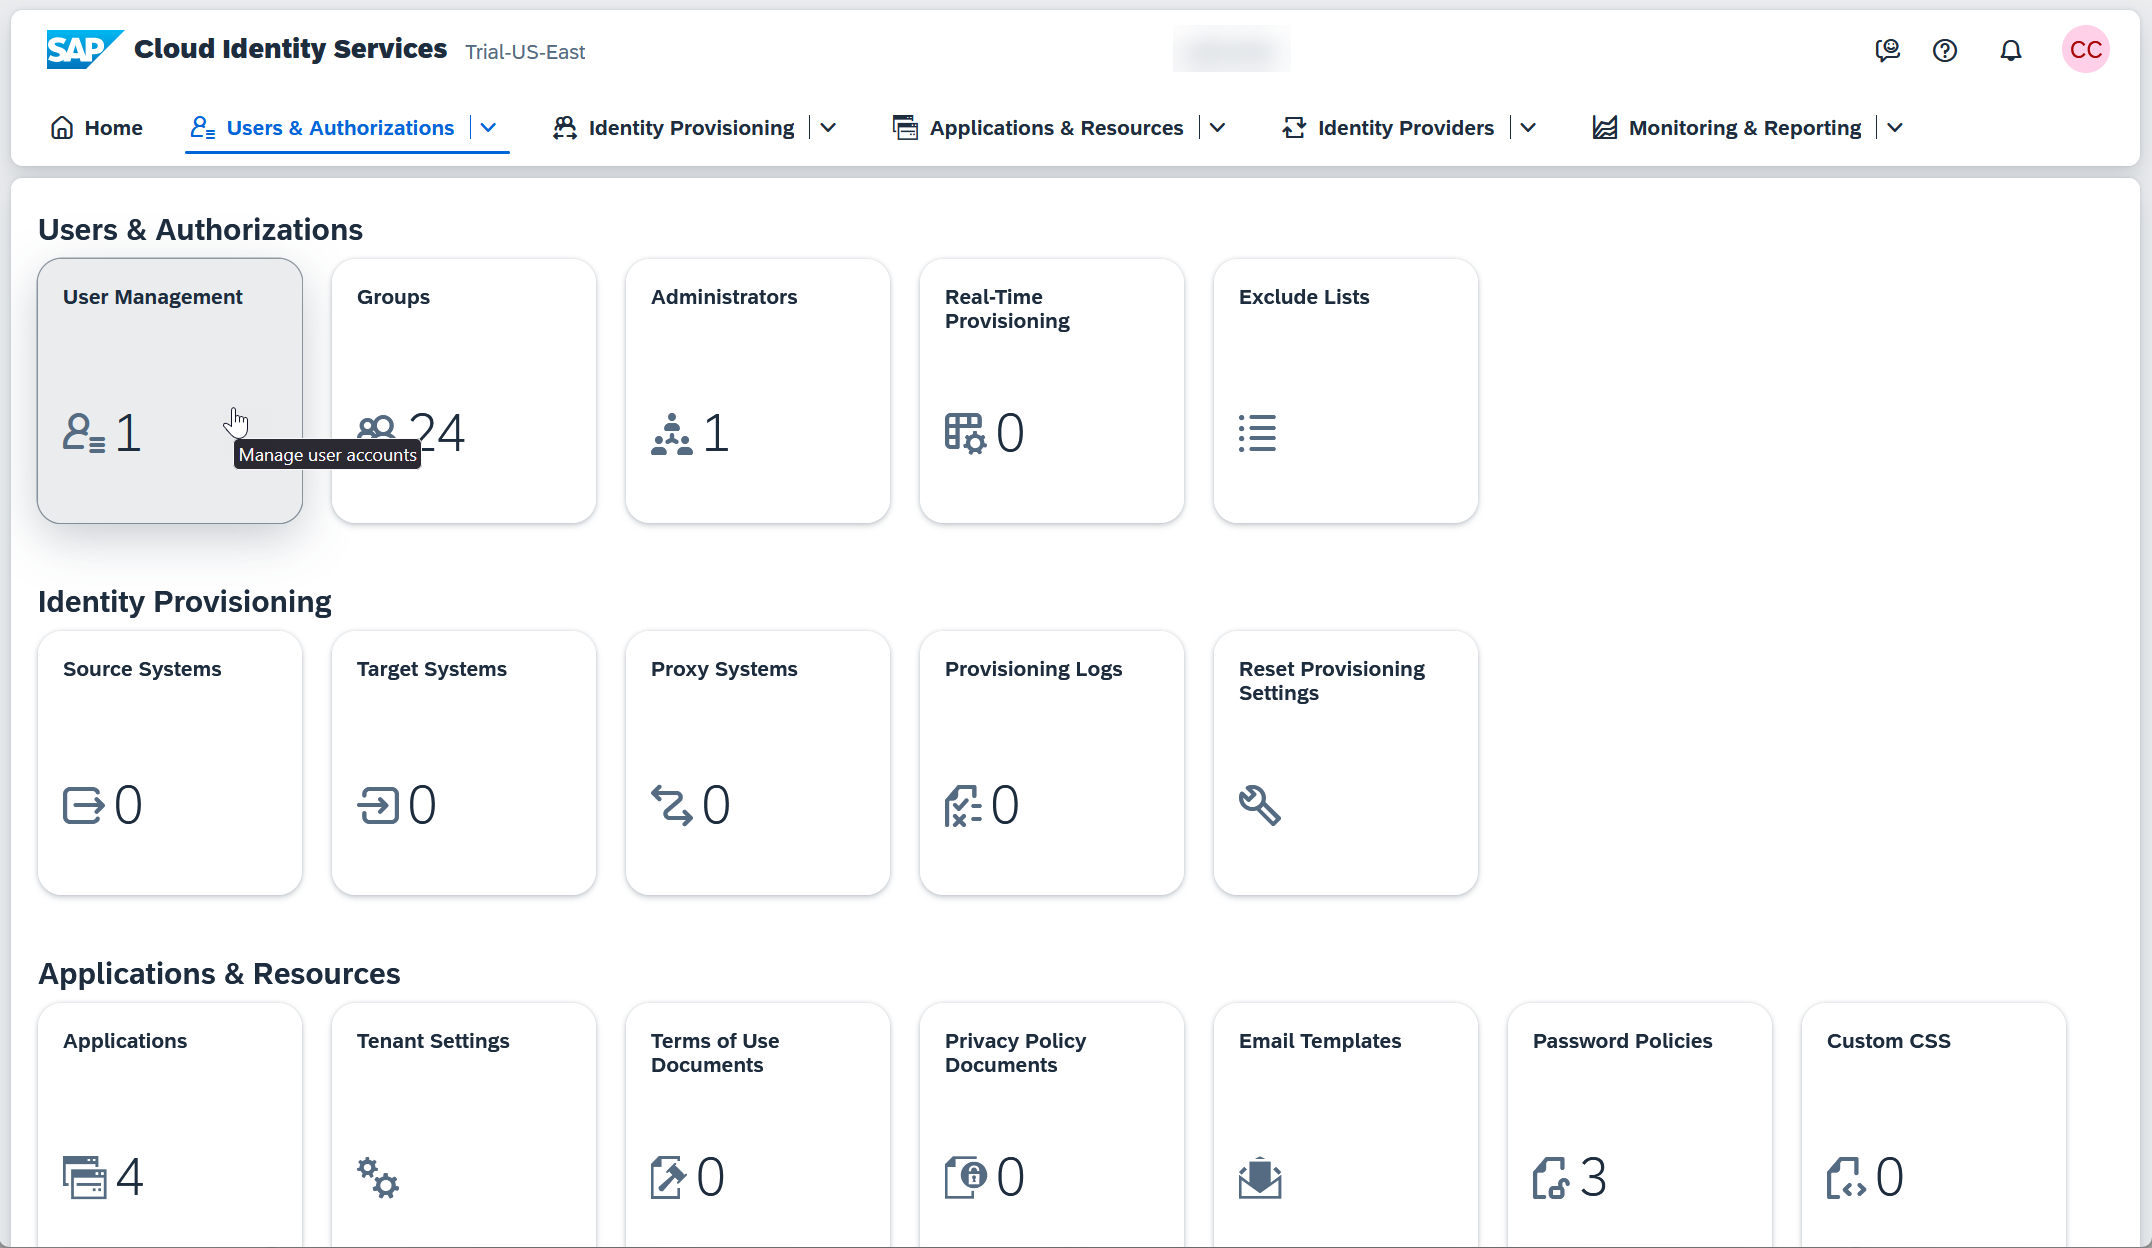 SAP Cloud Identity Services Trial-US-East
CC
Home Users & Authorizations Identity Provisioning Applications & Resources Identity Providers Monitoring & Reporting
Users & Authorizations
User Management
1
Manage user accounts
Groups
24
Administrators
1
Real-Time
Provisioning
0
Exclude Lists
Identity Provisioning
Source Systems
0
Target Systems
0
Proxy Systems
0
Provisioning Logs
0
Reset Provisioning
Settings
Applications & Resources
Applications
4
Tenant Settings
Terms of Use
Documents
0
Privacy Policy
Documents
0
Email Templates
Password Policies
3
Custom CSS
0